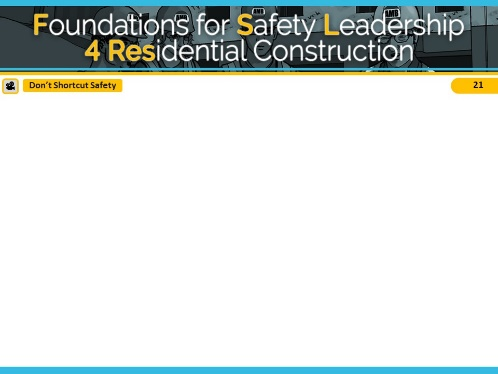 Foundations for Safety Leadership
4 Residential Construction
Don't Shortcut Safety
21